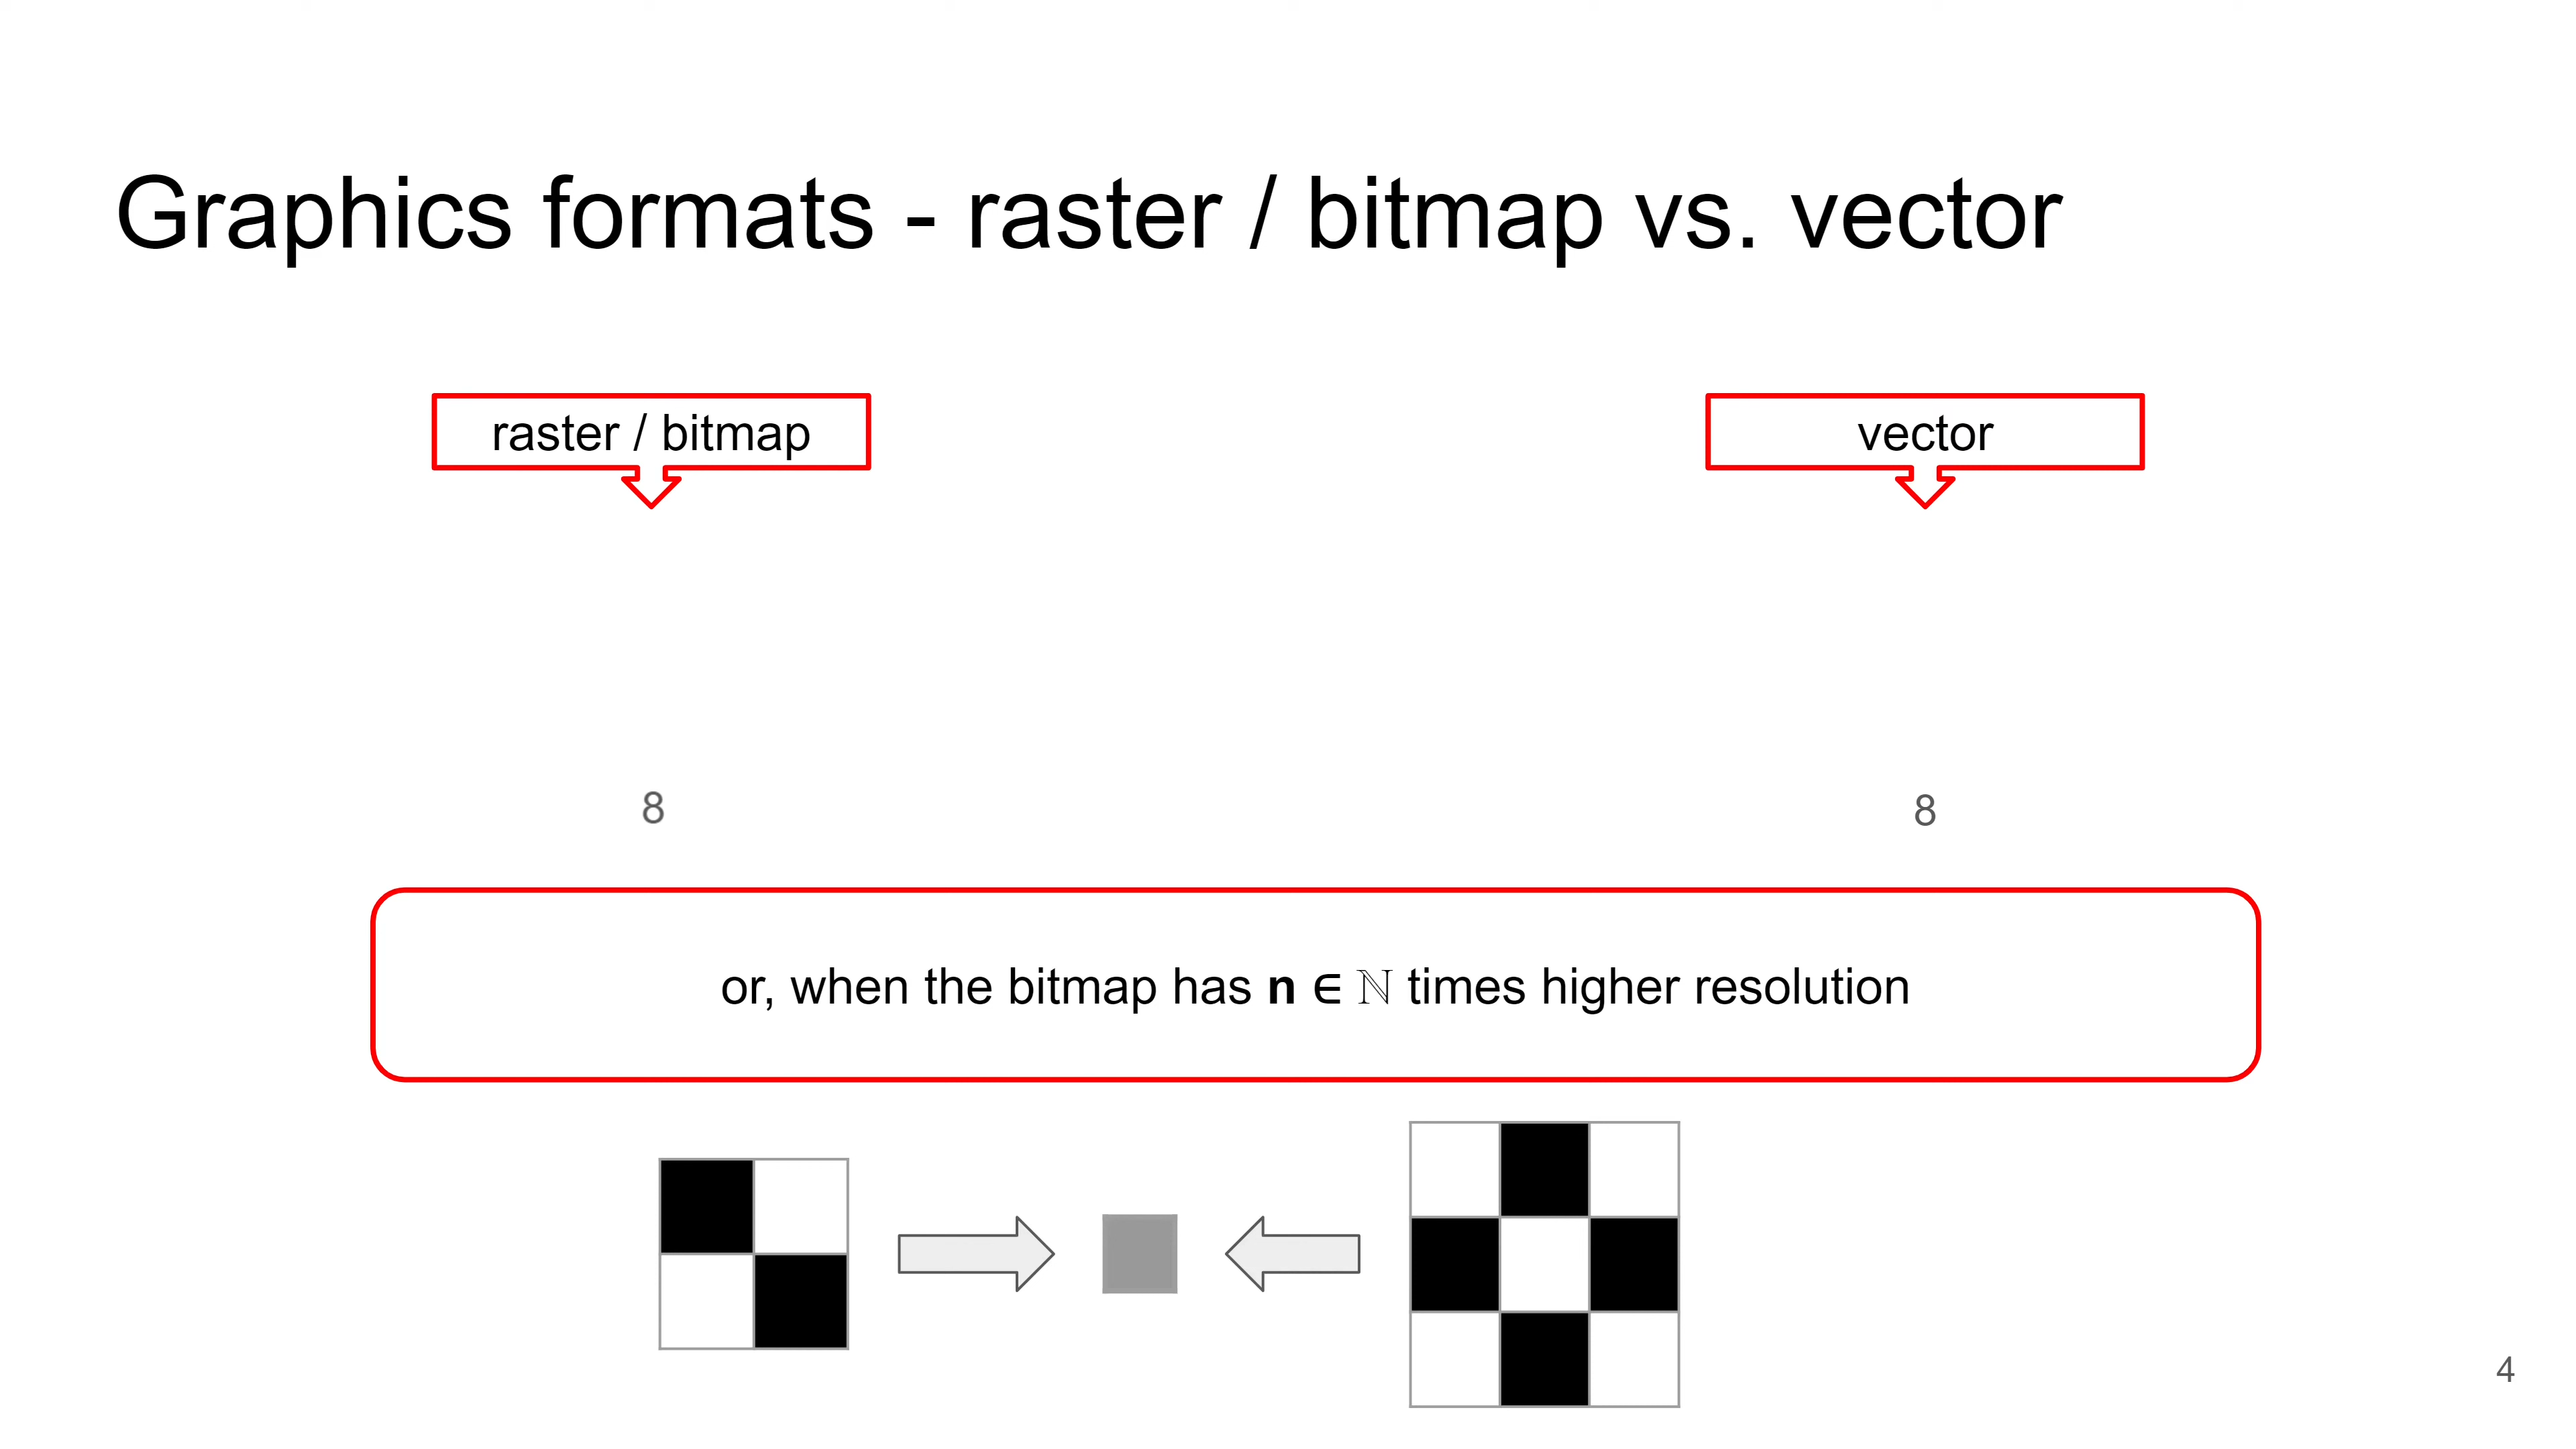 Graphics formats - raster / bitmap vs. vector
raster / bitmap
vector
8
8
or, when the bitmap has n ∈ ℕ times higher resolution
4